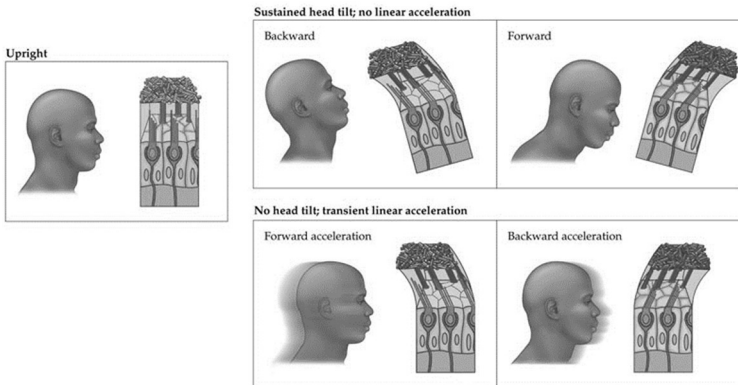 Upright
Sustained head tilt; no linear acceleration
Backward
Forward
No head tilt; transient linear acceleration
Forward acceleration
Backward acceleration